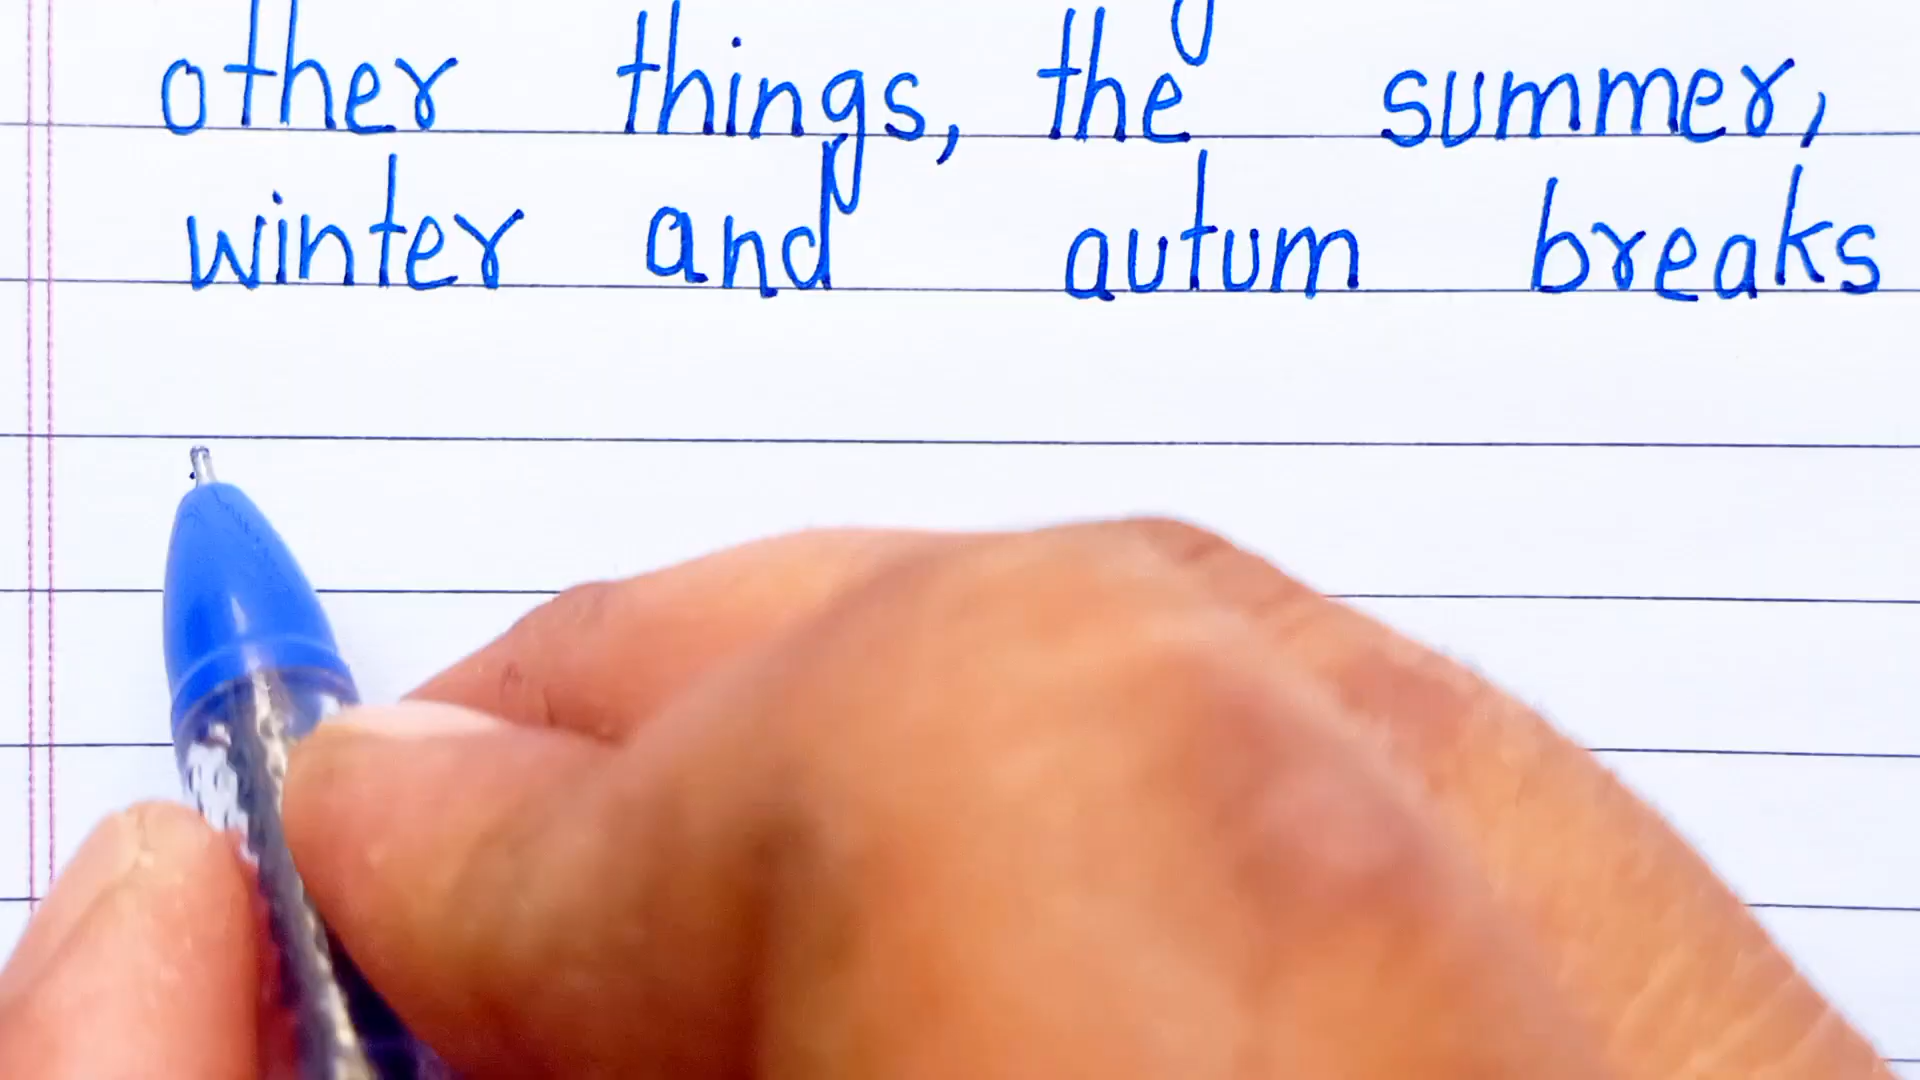 other things, the summer,
winter and autum breaks